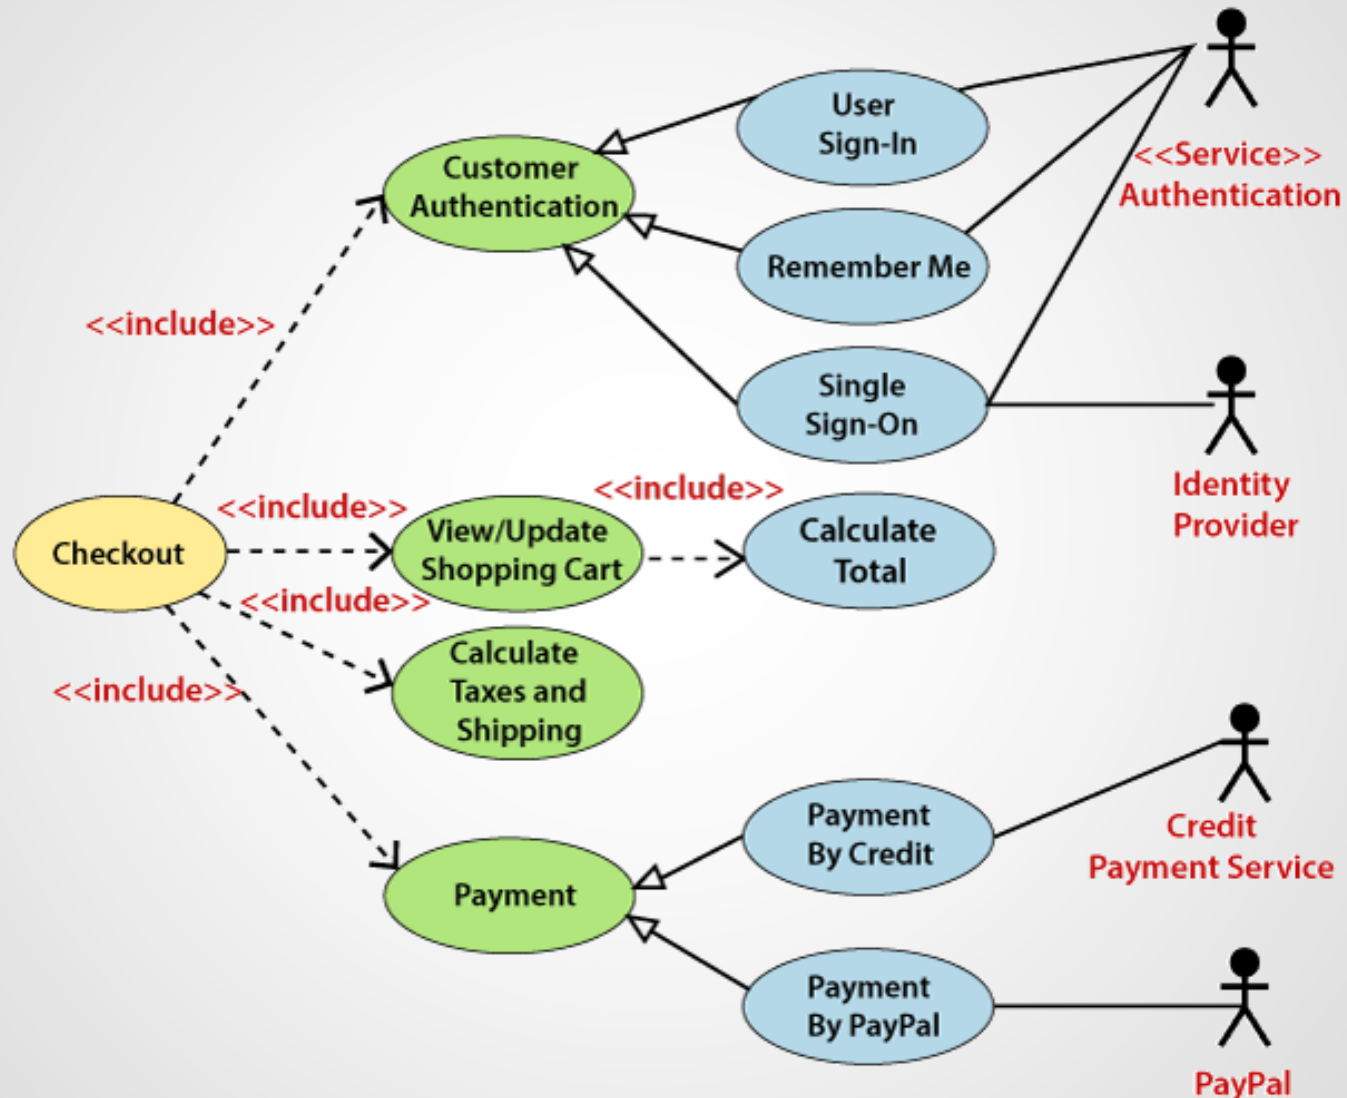 User
Sign-In
<<Service>>
Authentication
Customer
Authentication
Remember Me
<<include>>
Single
Sign-On
Identity
Provider
<<include>>
<<include>>
Checkout
View/Update
Shopping Cart
Calculate
Total
<<include>>
Calculate
Taxes and
Shipping
<<include>>
Payment
By Credit
Credit
Payment Service
Payment
Payment
By PayPal
PayPal